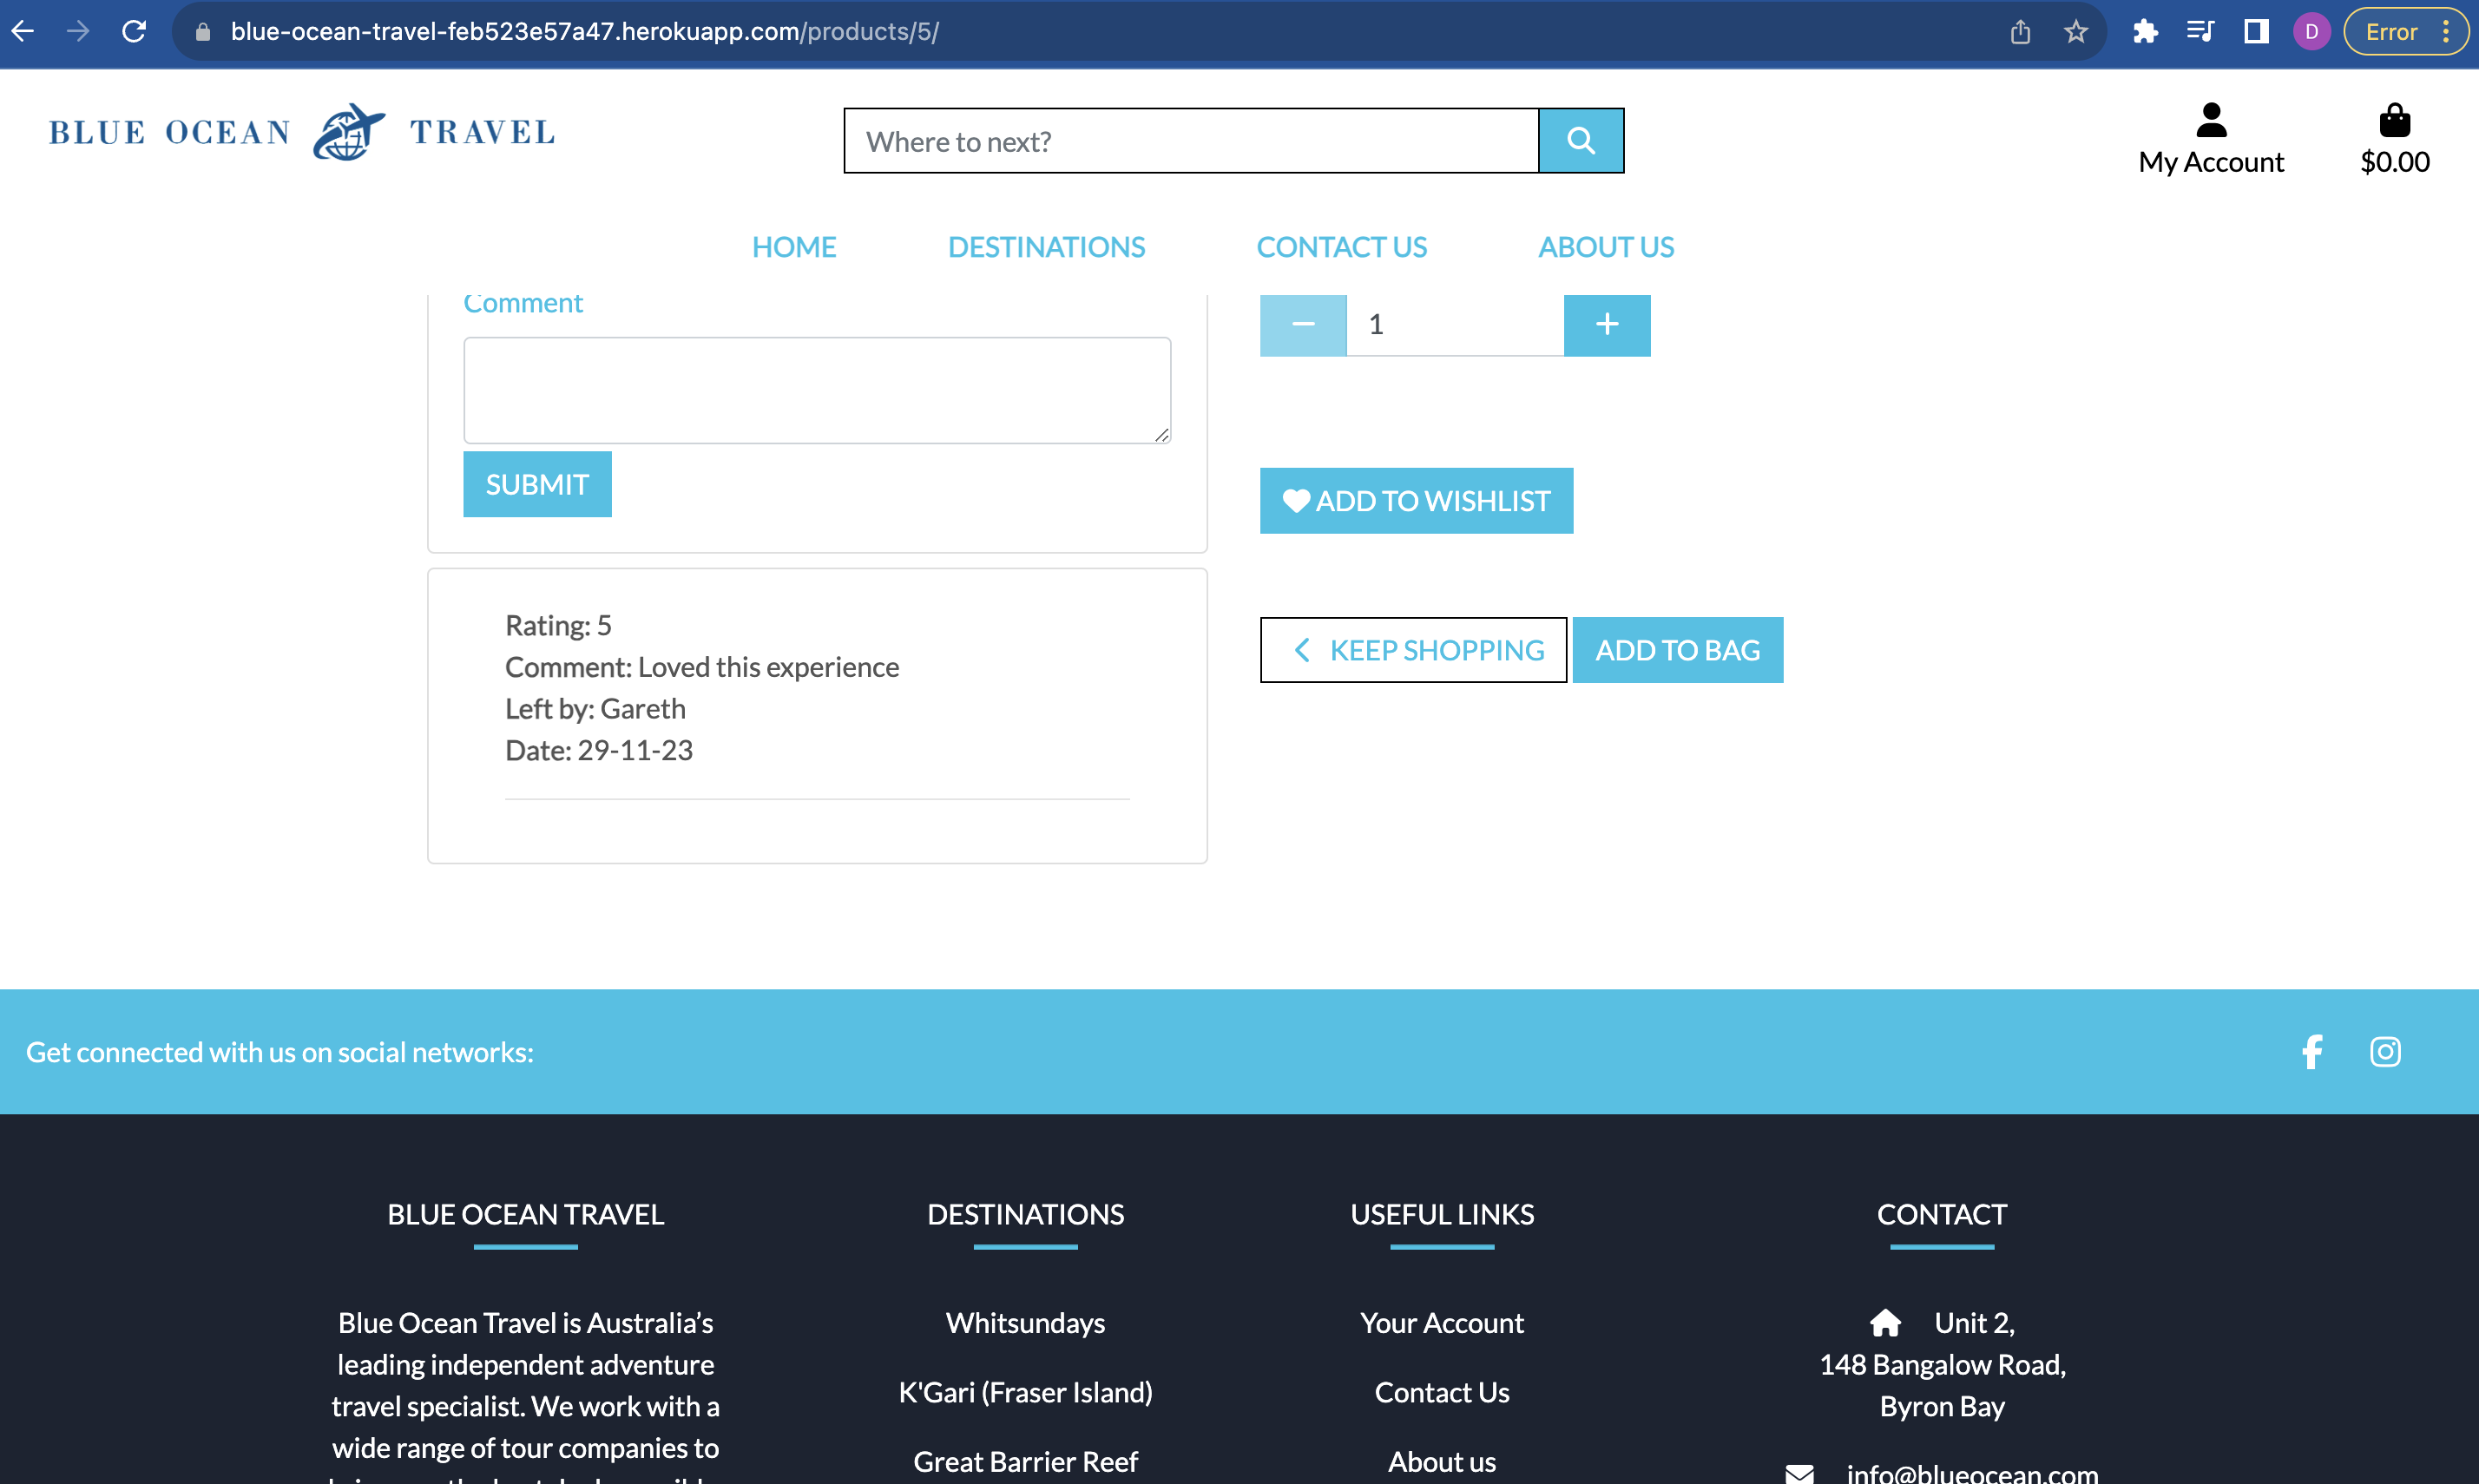 blue-ocean-travel-feb523e57a47.herokuapp.com/products/5/
D
Error
BLUE OCEAN TRAVEL
Where to next?
My Account
$0.00
HOME
DESTINATIONS
CONTACT US
ABOUT US
Comment
SUBMIT
Rating: 5
Comment: Loved this experience
Left by: Gareth
Date: 29-11-23
1
ADD TO WISHLIST
KEEP SHOPPING
ADD TO BAG
Get connected with us on social networks:
BLUE OCEAN TRAVEL
Blue Ocean Travel is Australia’s
leading independent adventure
travel specialist. We work with a
wide range of tour companies to
DESTINATIONS
Whitsundays
K'Gari (Fraser Island)
Great Barrier Reef
USEFUL LINKS
Your Account
Contact Us
About us
CONTACT
Unit 2,
148 Bangalow Road,
Byron Bay
info@blueocean.com